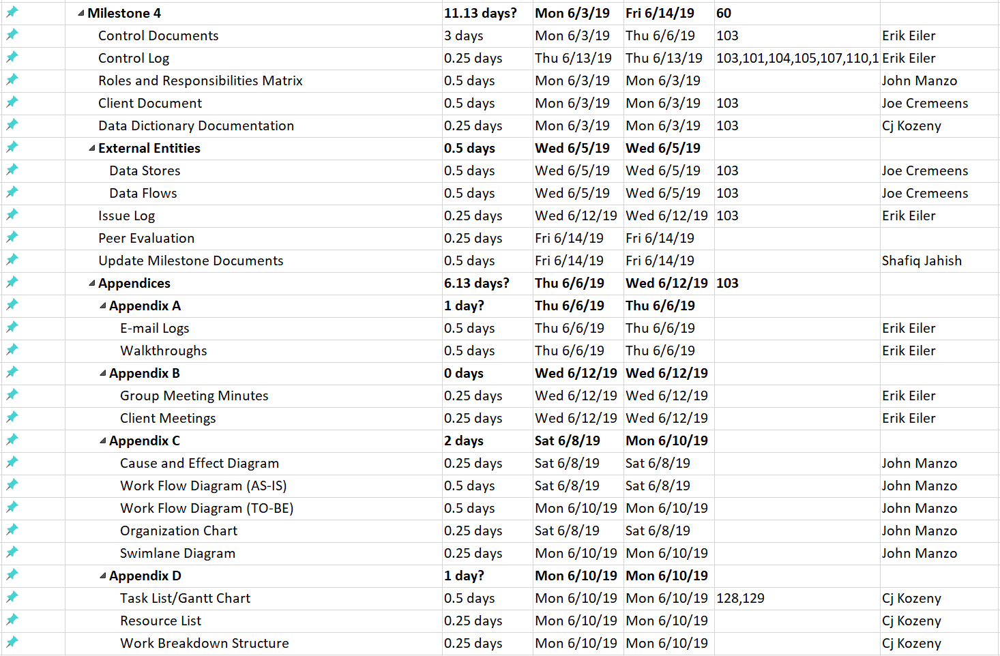 Milestone 4 11.13 days? Mon 6/3/19 Fri 6/14/19 60
Control Documents 3 days Mon 6/3/19 Thu 6/6/19 103 Erik Eiler
Control Log 0.25 days Thu 6/13/19 Thu 6/13/19 103,101,104,105,107,110,1 Erik Eiler
Roles and Responsibilities Matrix 0.5 days Mon 6/3/19 Mon 6/3/19 John Manzo
Client Document 0.5 days Mon 6/3/19 Mon 6/3/19 103 Joe Cremeens
Data Dictionary Documentation 0.25 days Mon 6/3/19 Mon 6/3/19 103 Cj Kozeny
External Entities 0.5 days Wed 6/5/19 Wed 6/5/19
Data Stores 0.5 days Wed 6/5/19 Wed 6/5/19 103 Joe Cremeens
Data Flows 0.5 days Wed 6/5/19 Wed 6/5/19 103 Joe Cremeens
Issue Log 0.25 days Wed 6/12/19 Wed 6/12/19 103 Erik Eiler
Peer Evaluation 0.25 days Fri 6/14/19 Fri 6/14/19
Update Milestone Documents 0.5 days Fri 6/14/19 Fri 6/14/19 Shafiq Jahish
Appendices 6.13 days? Thu 6/6/19 Wed 6/12/19 103
Appendix A 1 day? Thu 6/6/19 Thu 6/6/19
E-mail Logs 0.5 days Thu 6/6/19 Thu 6/6/19 Erik Eiler
Walkthroughs 0.5 days Thu 6/6/19 Thu 6/6/19 Erik Eiler
Appendix B 0 days Wed 6/12/19 Wed 6/12/19
Group Meeting Minutes 0.25 days Wed 6/12/19 Wed 6/12/19 Erik Eiler
Client Meetings 0.25 days Wed 6/12/19 Wed 6/12/19 Erik Eiler
Appendix C 2 days Sat 6/8/19 Mon 6/10/19
Cause and Effect Diagram 0.25 days Sat 6/8/19 Sat 6/8/19 John Manzo
Work Flow Diagram (AS-IS) 0.5 days Sat 6/8/19 Sat 6/8/19 John Manzo
Work Flow Diagram (TO-BE) 0.5 days Mon 6/10/19 Mon 6/10/19 John Manzo
Organization Chart 0.25 days Sat 6/8/19 Sat 6/8/19 John Manzo
Swimlane Diagram 0.25 days Mon 6/10/19 Mon 6/10/19 John Manzo
Appendix D 1 day? Mon 6/10/19 Mon 6/10/19
Task List/Gantt Chart 0.5 days Mon 6/10/19 Mon 6/10/19 128,129 Cj Kozeny
Resource List 0.25 days Mon 6/10/19 Mon 6/10/19 Cj Kozeny
Work Breakdown Structure 0.25 days Mon 6/10/19 Mon 6/10/19 Cj Kozeny